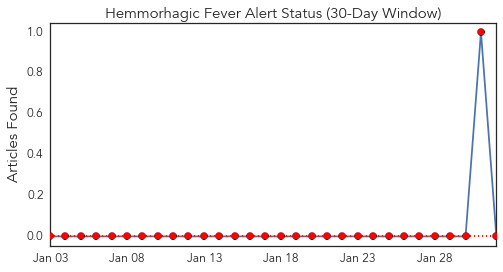 Hemmorhagic Fever Alert Status (30-Day Window)
Articles Found
1.0
0.8
0.6
0.4
0.2
0.0
Jan 03 Jan 08 Jan 13 Jan 18 Jan 23 Jan 28